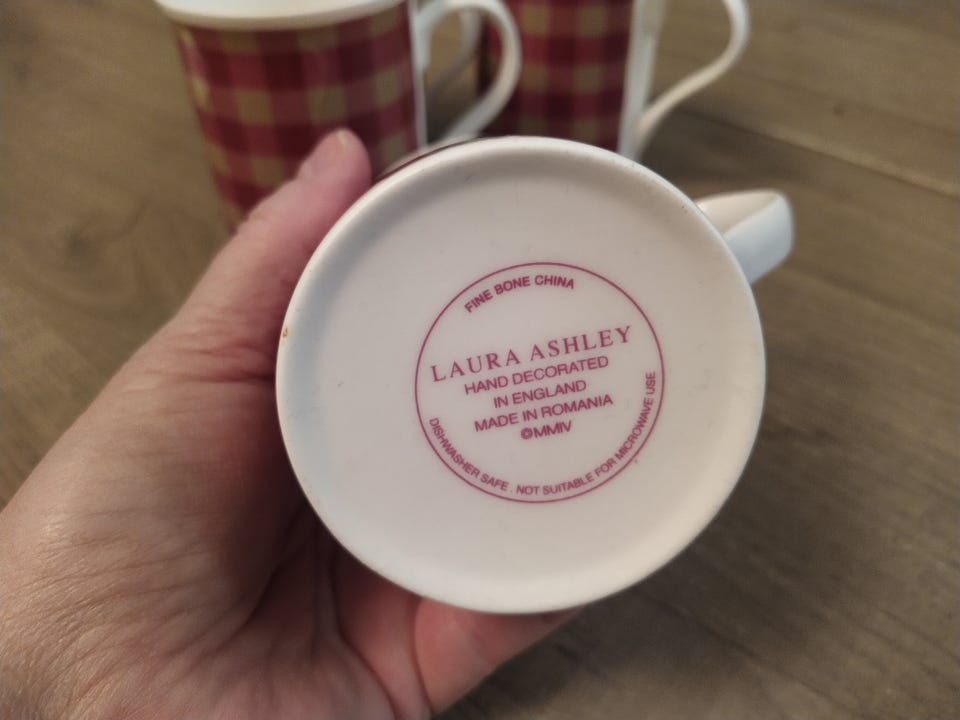 FINE BONE CHINA
LAURA ASHLEY
HAND DECORATED
IN ENGLAND
MADE IN ROMANIA
©MMIV
DISHWASHER SAFE . NOT SUITABLE FOR MICROWAVE USE